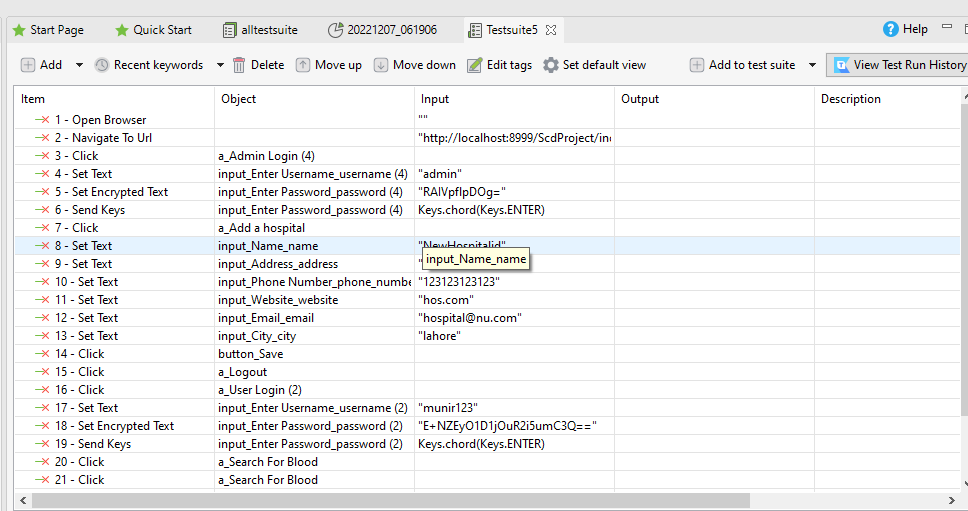 Start Page Quick Start alltestsuite 20221207_061906 Testsuite5 Help
Add Recent keywords Delete Move up Move down Edit tags Set default view Add to test suite View Test Run History
Item Object Input Output Description
1 - Open Browser ""
2 - Navigate To Url "http://localhost:8999/ScdProject/in
3 - Click a_Admin Login (4)
4 - Set Text input_Enter Username_username (4) "admin"
5 - Set Encrypted Text input_Enter Password_password (4) "RAIVpfIpDOg="
6 - Send Keys input_Enter Password_password (4) Keys.chord(Keys.ENTER)
7 - Click a_Add a hospital
8 - Set Text input_Name_name "NewHospitalid"
input_Name_name
9 - Set Text input_Address_address
10 - Set Text input_Phone Number_phone_numbe "123123123123"
11 - Set Text input_Website_website "hos.com"
12 - Set Text input_Email_email "hospital@nu.com"
13 - Set Text input_City_city "lahore"
14 - Click button_Save
15 - Click a_Logout
16 - Click a_User Login (2)
17 - Set Text input_Enter Username_username (2) "munir123"
18 - Set Encrypted Text input_Enter Password_password (2) "E+NZEyO1D1jOuR2i5umC3Q=="
19 - Send Keys input_Enter Password_password (2) Keys.chord(Keys.ENTER)
20 - Click a_Search For Blood
21 - Click a_Search For Blood